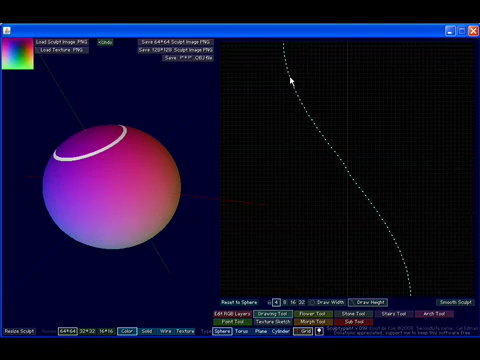 Load Sculpt Image PNG
<Undo
Save 64*64 Sculpt Image PNG
Load Texture PNG
Save 128*128 Sculpt Image PNG
Save .OBJ file
Reset to Sphere
4 8 16 32
Draw Width
Draw Height
Smooth Sculpt
Edit RGB Layers
Drawing Tool
Flower Tool
Stone Tool
Stairs Tool
Arch Tool
Paint Tool
Texture Sketch
Morph Tool
Sub Tool
Resize Sculpt
64*64 32*32 16*16
Color
Solid
Wire
Texture
Sphere
Torus
Plane
Cylinder
Grid